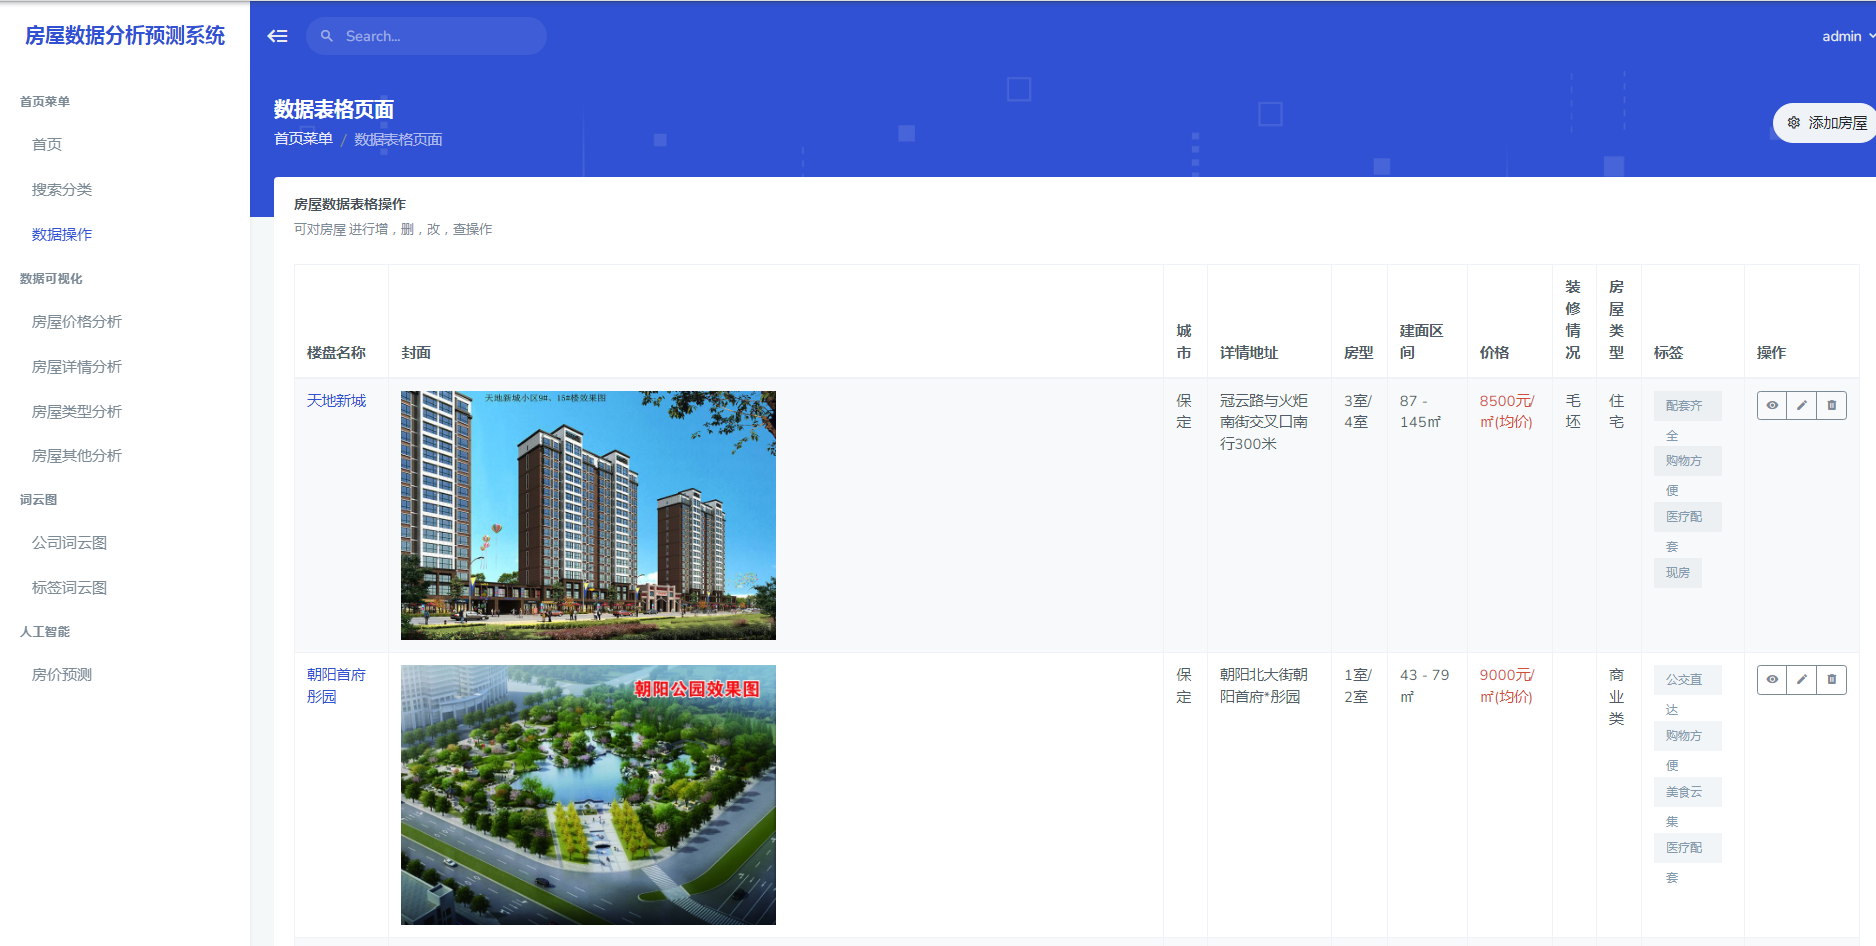 房屋数据分析预测系统
Search...
admin
首页菜单
首页
搜索分类
数据操作
数据可视化
房屋价格分析
房屋详情分析
房屋类型分析
房屋其他分析
词云图
公司词云图
标签词云图
人工智能
房价预测
数据表格页面
首页菜单 / 数据表格页面
添加房屋
房屋数据表格操作
可对房屋 进行增，删，改，查操作
楼盘名称
封面
城
市
详情地址
房型
建面区
间
价格
装
修
情
况
房
屋
类
型
标签
操作
天地新城
天地新城小区9#、15#楼效果图
保
定
冠云路与火炬
南街交叉口南
行300米
3室/
4室
87 -
145㎡
8500元/
㎡(均价)
毛
坯
住
宅
配套齐
全
购物方
便
医疗配
套
现房
朝阳首府
彤园
朝阳公园效果图
保
定
朝阳北大街朝
阳首府*彤园
1室/
2室
43 - 79
㎡
9000元/
㎡(均价)
商
业
类
公交直
达
购物方
便
美食云
集
医疗配
套